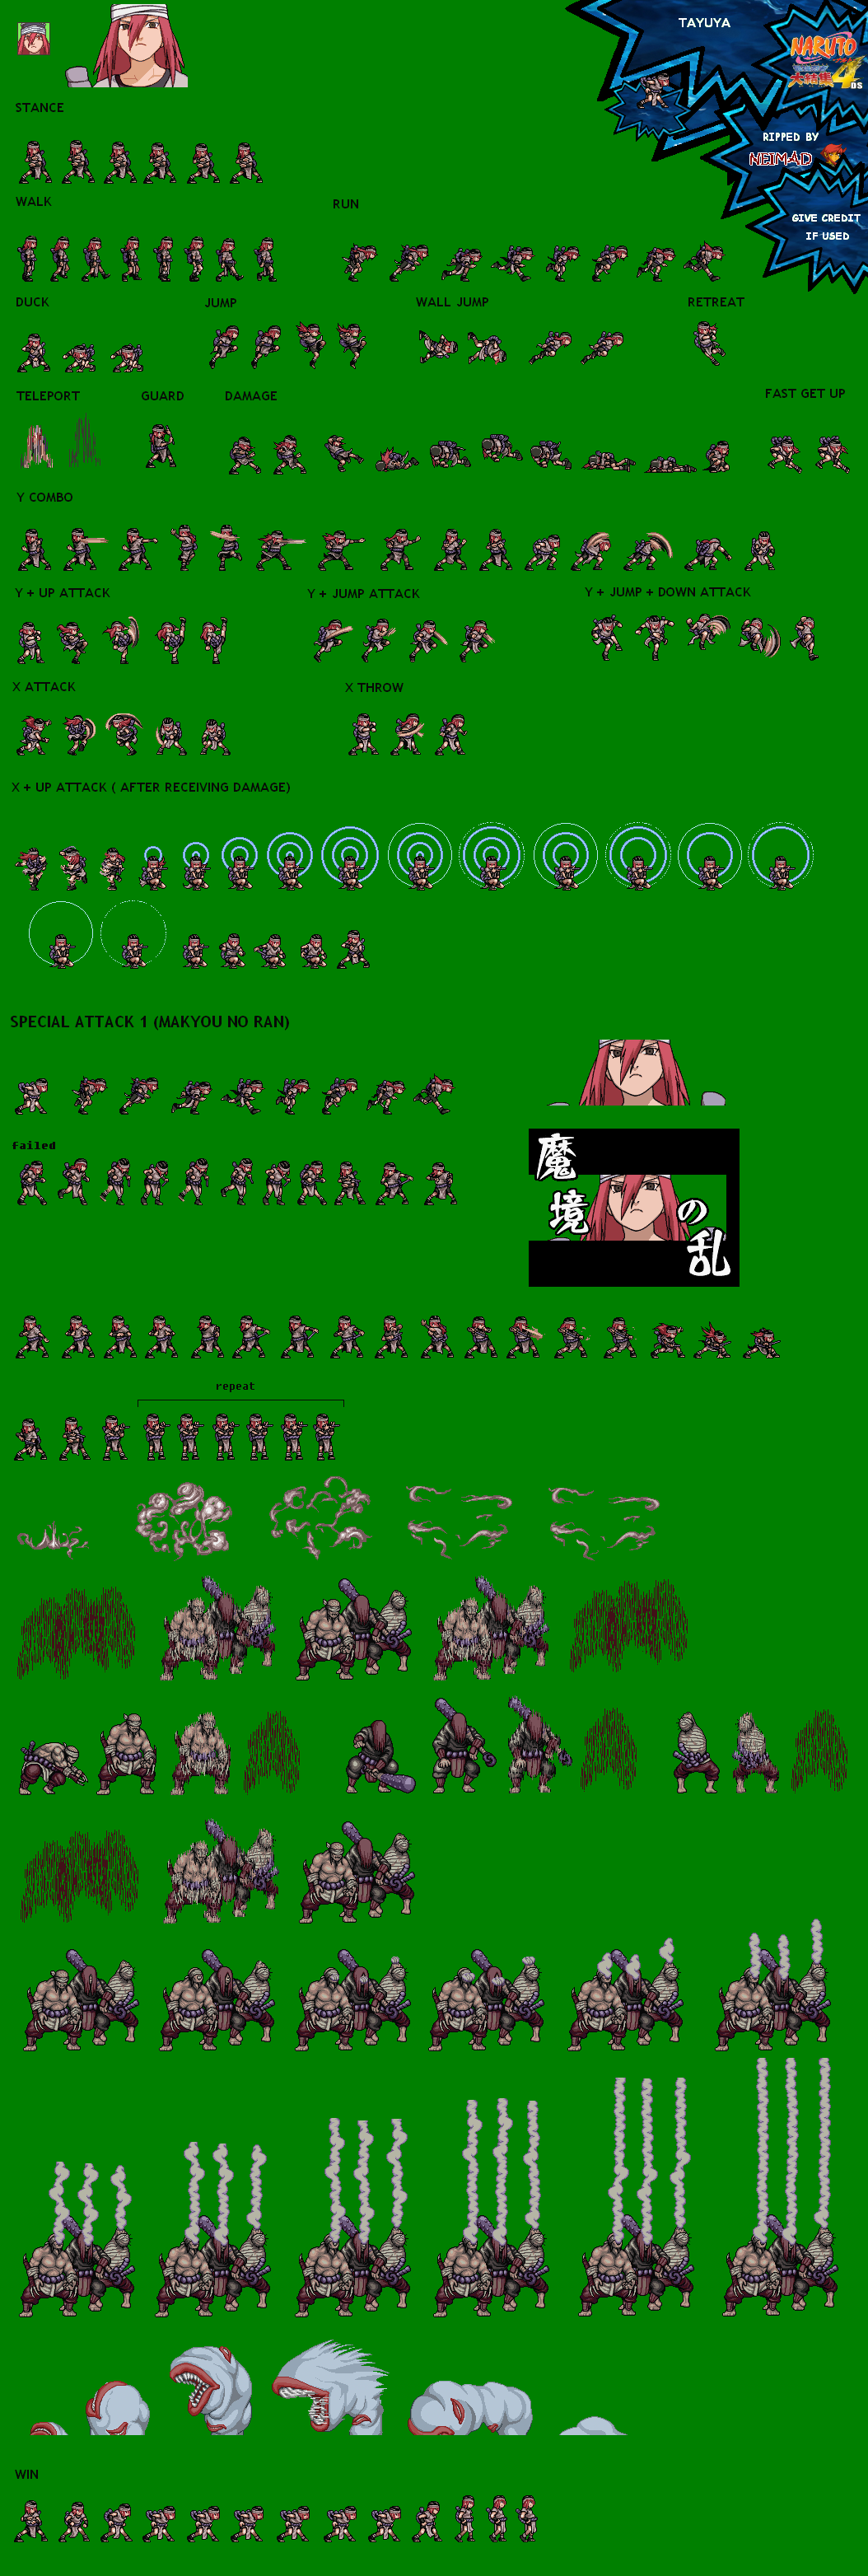 TAYUYA
NARUTO
大結集
4
DS
STANCE
RIPPED BY
NEIMAD
GIVE CREDIT
IF USED
WALK
RUN
DUCK
JUMP
WALL JUMP
RETREAT
TELEPORT
GUARD
DAMAGE
FAST GET UP
Y COMBO
Y + UP ATTACK
Y + JUMP ATTACK
Y + JUMP + DOWN ATTACK
X ATTACK
X THROW
X + UP ATTACK ( AFTER RECEIVING DAMAGE)
SPECIAL ATTACK 1 (MAKYOU NO RAN)
failed
魔境の乱
repeat
WIN